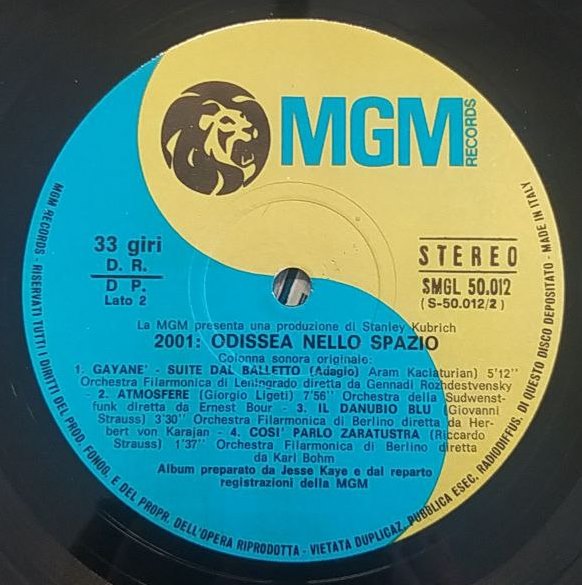 MGM
RECORDS
33 giri
D. R.
D P.
Lato 2
STEREO
SMGL 50.012
(S-50.012/2)
La MGM presenta una produzione di Stanley Kubrich
2001: ODISSEA NELLO SPAZIO
Colonna sonora originale:
1. GAYANE' - SUITE DAL BALLETTO (Adagio) Aram Kaciaturian) 5'12"
Orchestra Filarmonica di Leningrado diretta da Gennadi Rozhdestvensky
- 2. ATMOSFERE (Giorgio Ligeti) 7'56" Orchestra della Sudwenst-
funk diretta da Ernest Bour - 3. IL DANUBIO BLU (Giovanni
Strauss) 3'30" Orchestra Filarmonica di Berlino diretta da Her-
bert von Karajan - 4. COSI' PARLO ZARATUSTRA (Riccardo
Strauss) 1'37" Orchestra Filarmonica di Berlino diretta
da Karl Bohm
Album preparato da Jesse Kaye e dal reparto
registrazioni della MGM
MGM RECORDS - RISERVATI TUTTI I DIRITTI DEL PROD. FONOG. E DEL PROPR. DELL'OPERA RIPRODOTTA - VIETATA DUPLICAZ. PUBBLICA ESEC. RADIODIFFUS. DI QUESTO DISCO DEPOSITATO - MADE IN ITALY